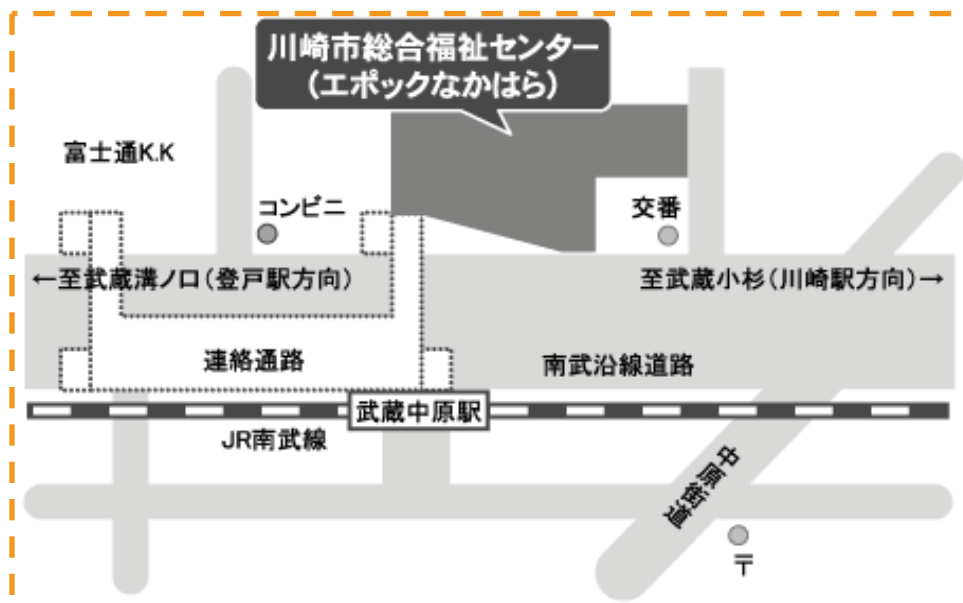 川崎市総合福祉センター
(エポックなかはら)
富士通K.K
コンビニ
交番
←至武蔵溝ノ口(登戸駅方向)
至武蔵小杉(川崎駅方向)→
連絡通路
南武沿線道路
武蔵中原駅
JR南武線
中原街道
〒